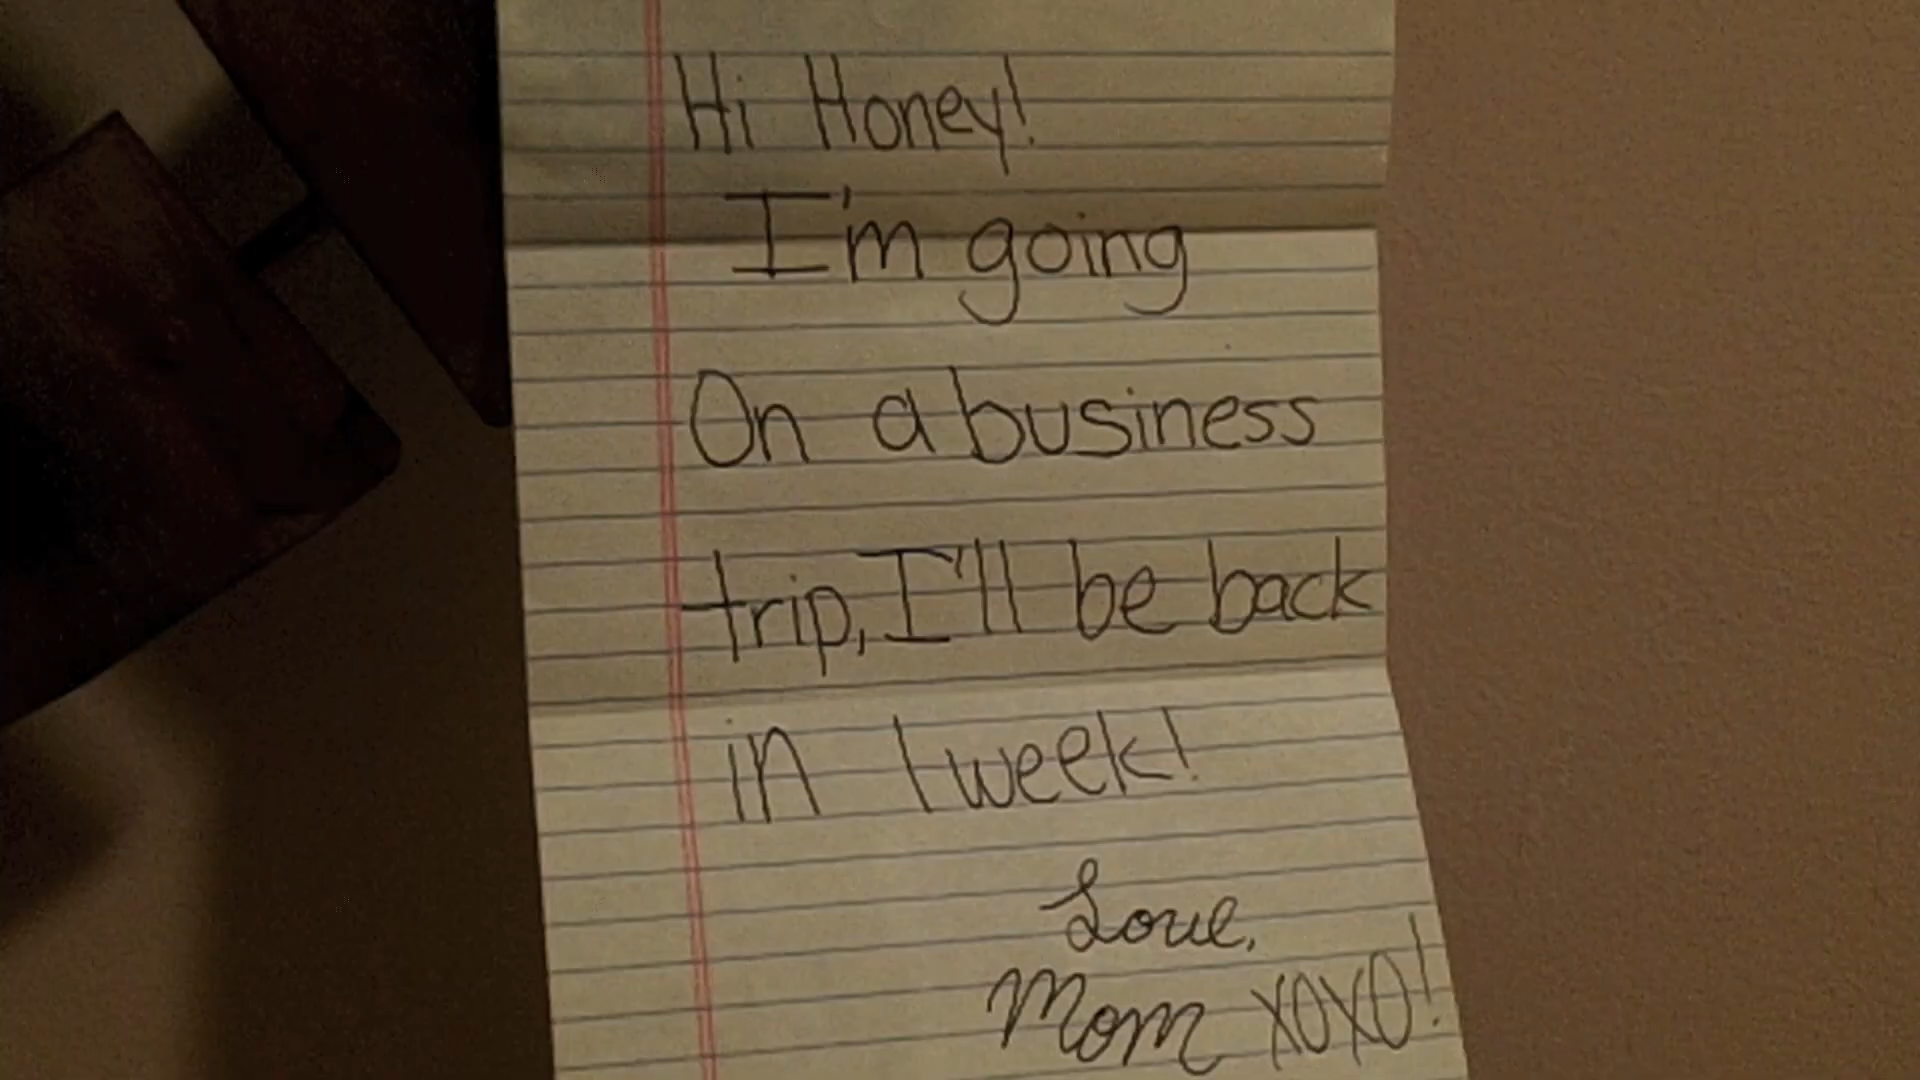 Hi Honey!
I'm going
On a business
trip, I'll be back
in 1 week!
Love,
Mom XOXO!